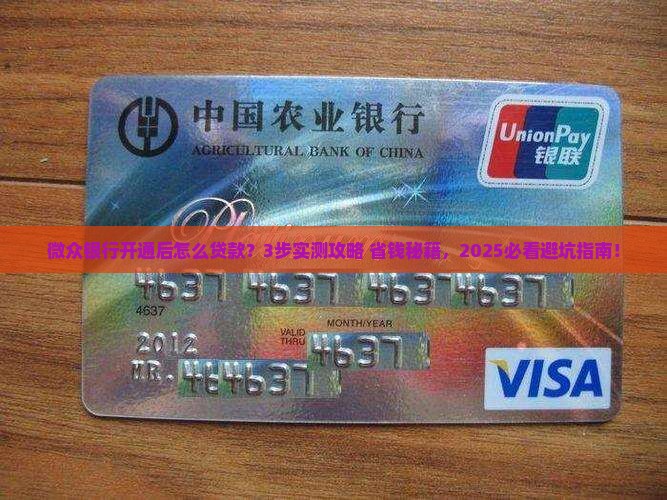 中国农业银行
AGRICULTURAL BANK OF CHINA
UnionPay
银联
微众银行开通后怎么贷款？3步实测攻略 省钱秘籍，2025必看避坑指南！
4637 4637 4637 4637
4637
MONTH/YEAR
VALID
THRU
4637
2012
MR. 464637
VISA